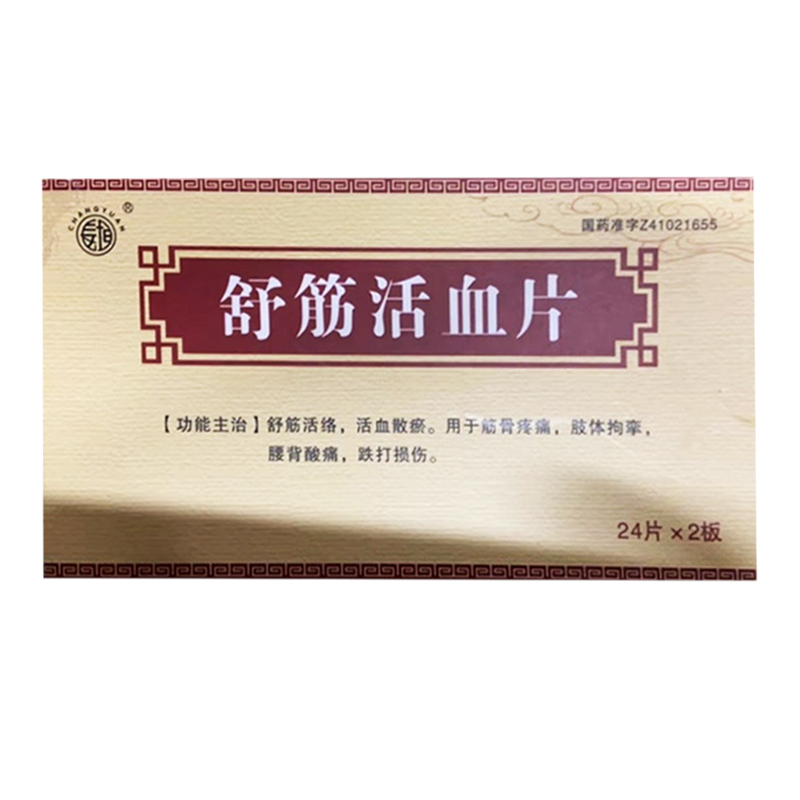 CHANGYUAN®
国药准字Z41021655
舒筋活血片
【功能主治】舒筋活络，活血散瘀。用于筋骨疼痛，肢体拘挛，
腰背酸痛，跌打损伤。
24片×2板